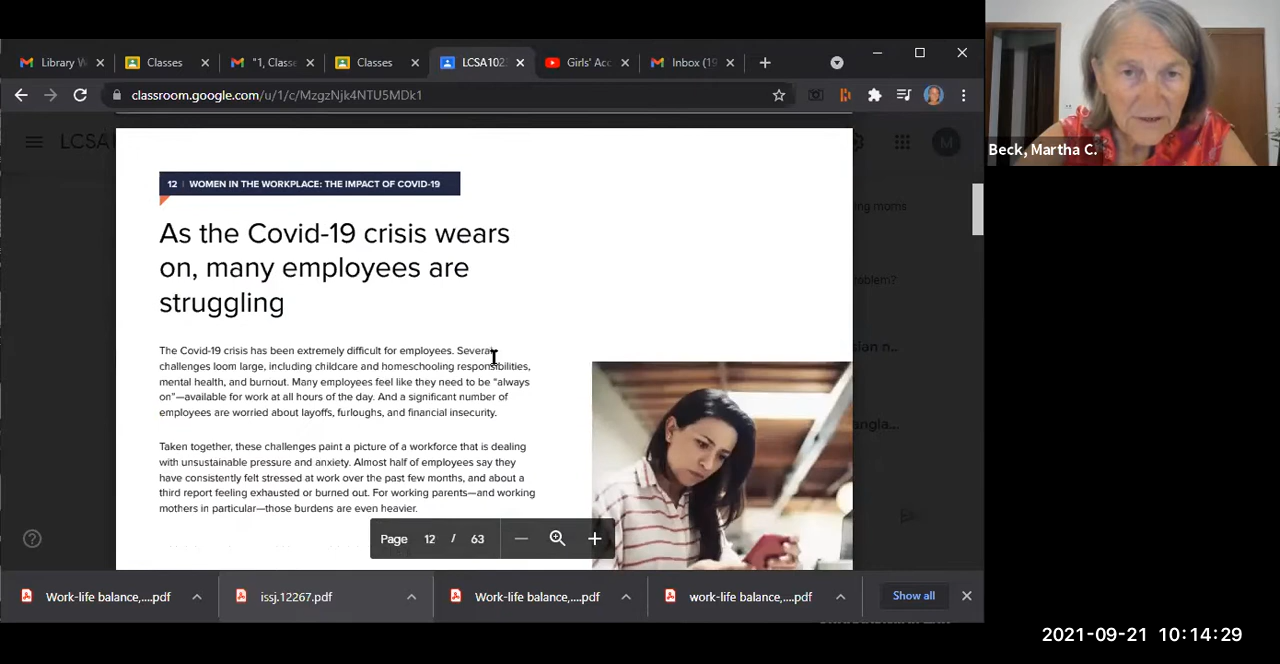 Library W
Classes
"1, Classe
Classes
LCSA102
Girls' Acc
Inbox (19
classroom.google.com/u/1/c/MzgzNjk4NTU5MDk1
LCSA
M
Beck, Martha C.
12 | WOMEN IN THE WORKPLACE: THE IMPACT OF COVID-19
As the Covid-19 crisis wears
on, many employees are
struggling
The Covid-19 crisis has been extremely difficult for employees. Several
challenges loom large, including childcare and homeschooling responsibilities,
mental health, and burnout. Many employees feel like they need to be "always
on"—available for work at all hours of the day. And a significant number of
employees are worried about layoffs, furloughs, and financial insecurity.
Taken together, these challenges paint a picture of a workforce that is dealing
with unsustainable pressure and anxiety. Almost half of employees say they
have consistently felt stressed at work over the past few months, and about a
third report feeling exhausted or burned out. For working parents—and working
mothers in particular—those burdens are even heavier.
ing moms
roblem?
ian n...
angla...
Page 12 / 63
Work-life balance,....pdf
issj.12267.pdf
Work-life balance,....pdf
work-life balance,....pdf
Show all
2021-09-21 10:14:29